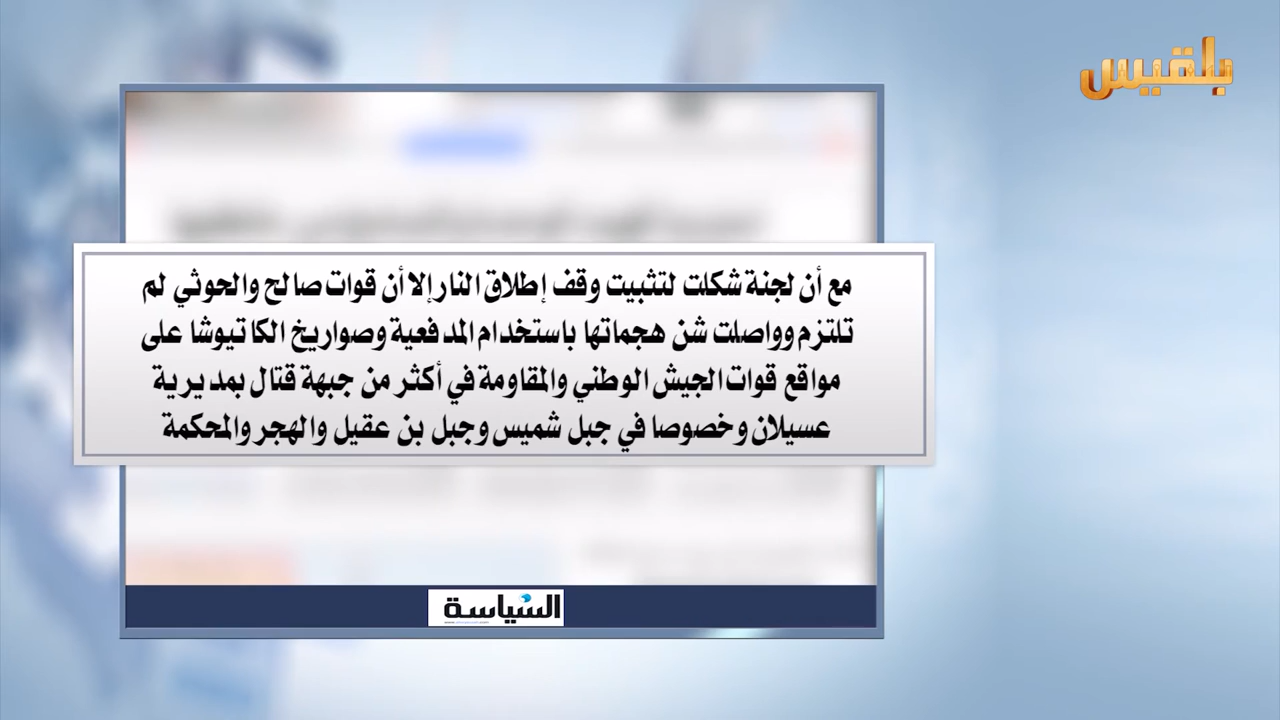 بلقيس
مع أن لجنة شكلت لتثبيت وقف إطلاق النار إلا أن قوات صالح والحوثي لم
تلتزم وواصلت شن هجماتها باستخدام المدفعية وصواريخ الكاتيوشا على
مواقع قوات الجيش الوطني والمقاومة في أكثر من جبهة قتال بمديرية
عسيلان وخصوصا في جبل شميس وجبل بن عقيل والهجر والمحكمة
السياسة